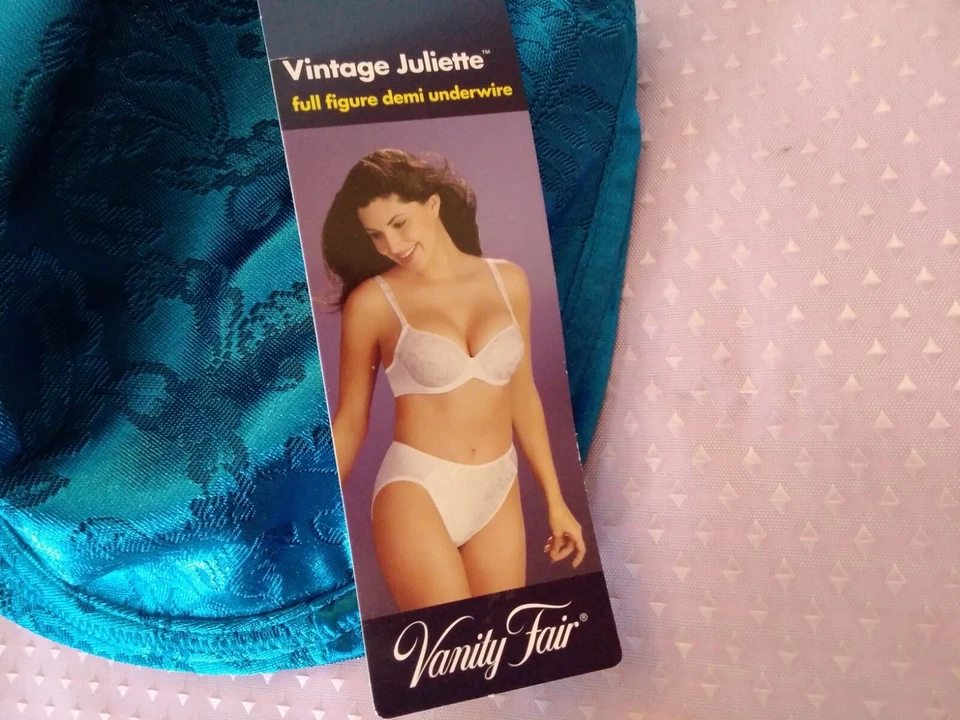 Vintage Juliette™
full figure demi underwire
Vanity Fair®